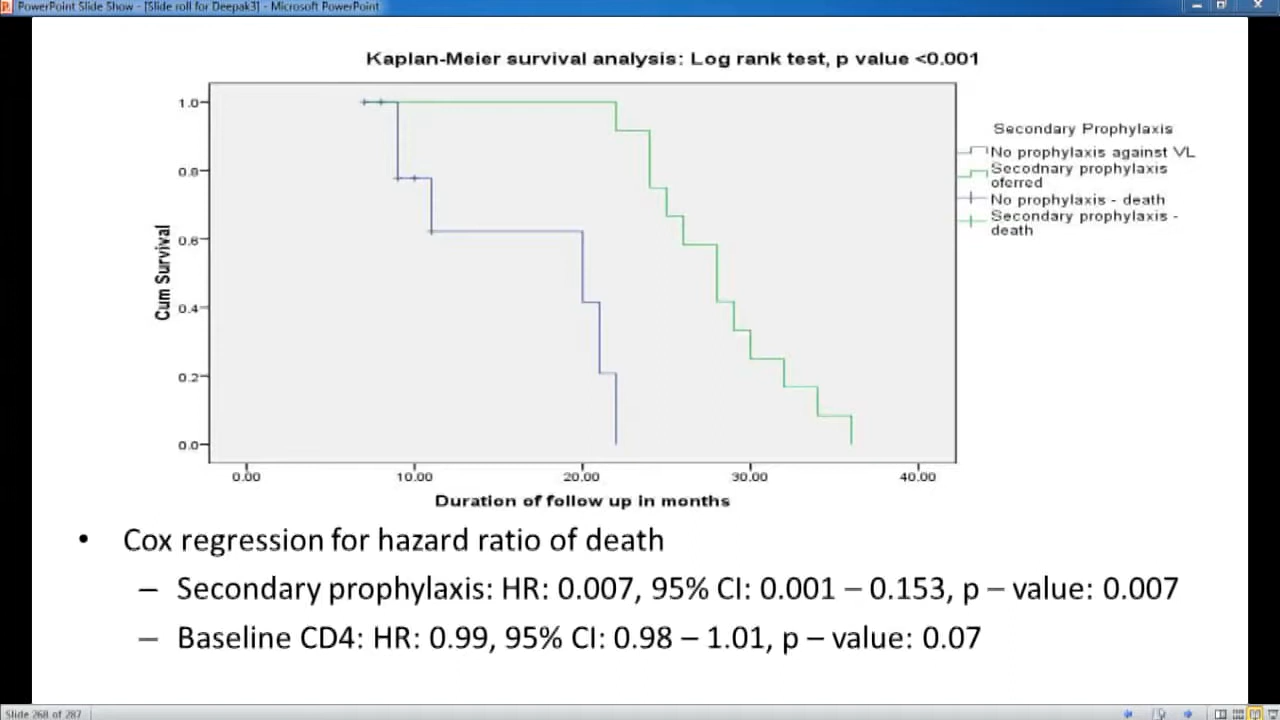 PowerPoint Slide Show - [Slide roll for Deepak3] - Microsoft PowerPoint
Kaplan-Meier survival analysis: Log rank test, p value <0.001
1.0
0.8
0.6
0.4
0.2
0.0
Cum Survival
0.00 10.00 20.00 30.00 40.00
Duration of follow up in months
Secondary Prophylaxis
No prophylaxis against VL
Secodnary prophylaxis
oferred
No prophylaxis - death
Secondary prophylaxis -
death
• Cox regression for hazard ratio of death
– Secondary prophylaxis: HR: 0.007, 95% CI: 0.001 – 0.153, p – value: 0.007
– Baseline CD4: HR: 0.99, 95% CI: 0.98 – 1.01, p – value: 0.07
Slide 268 of 287